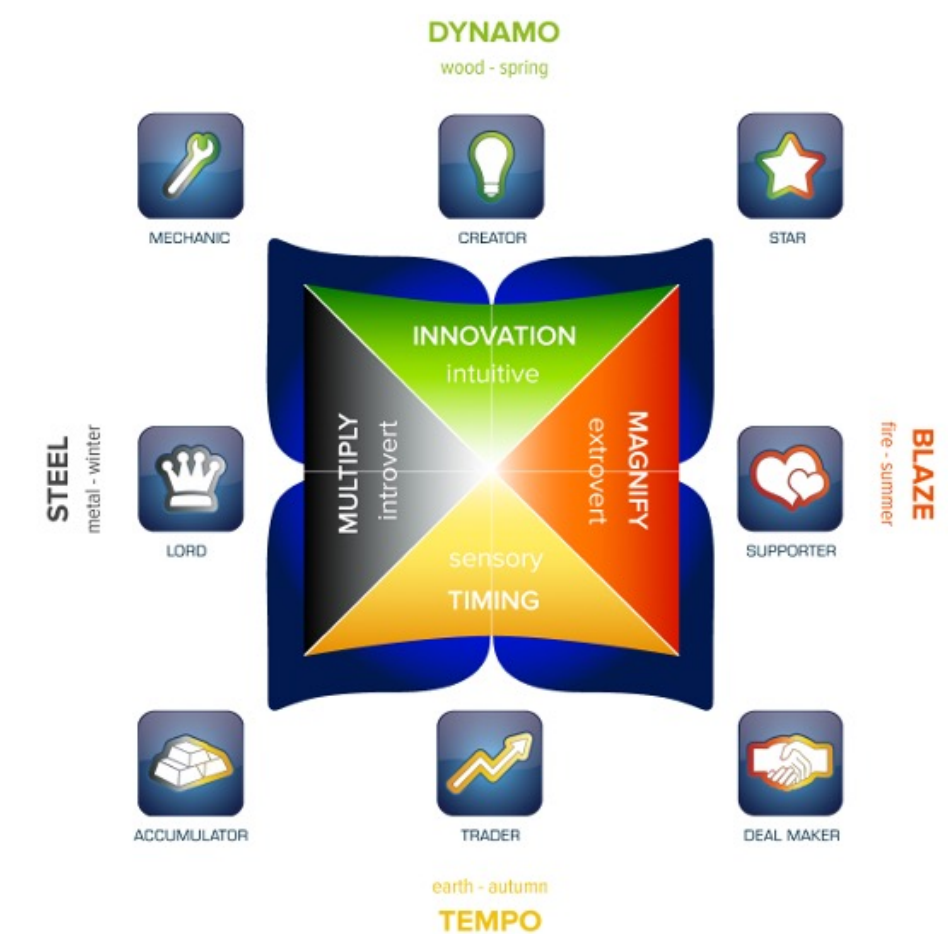 DYNAMO
wood - spring
MECHANIC
CREATOR
STAR
INNOVATION
intuitive
STEEL
metal - winter
MULTIPLY
introvert
extrovert
MAGNIFY
fire - summer
BLAZE
LORD
SUPPORTER
sensory
TIMING
ACCUMULATOR
TRADER
DEAL MAKER
earth - autumn
TEMPO